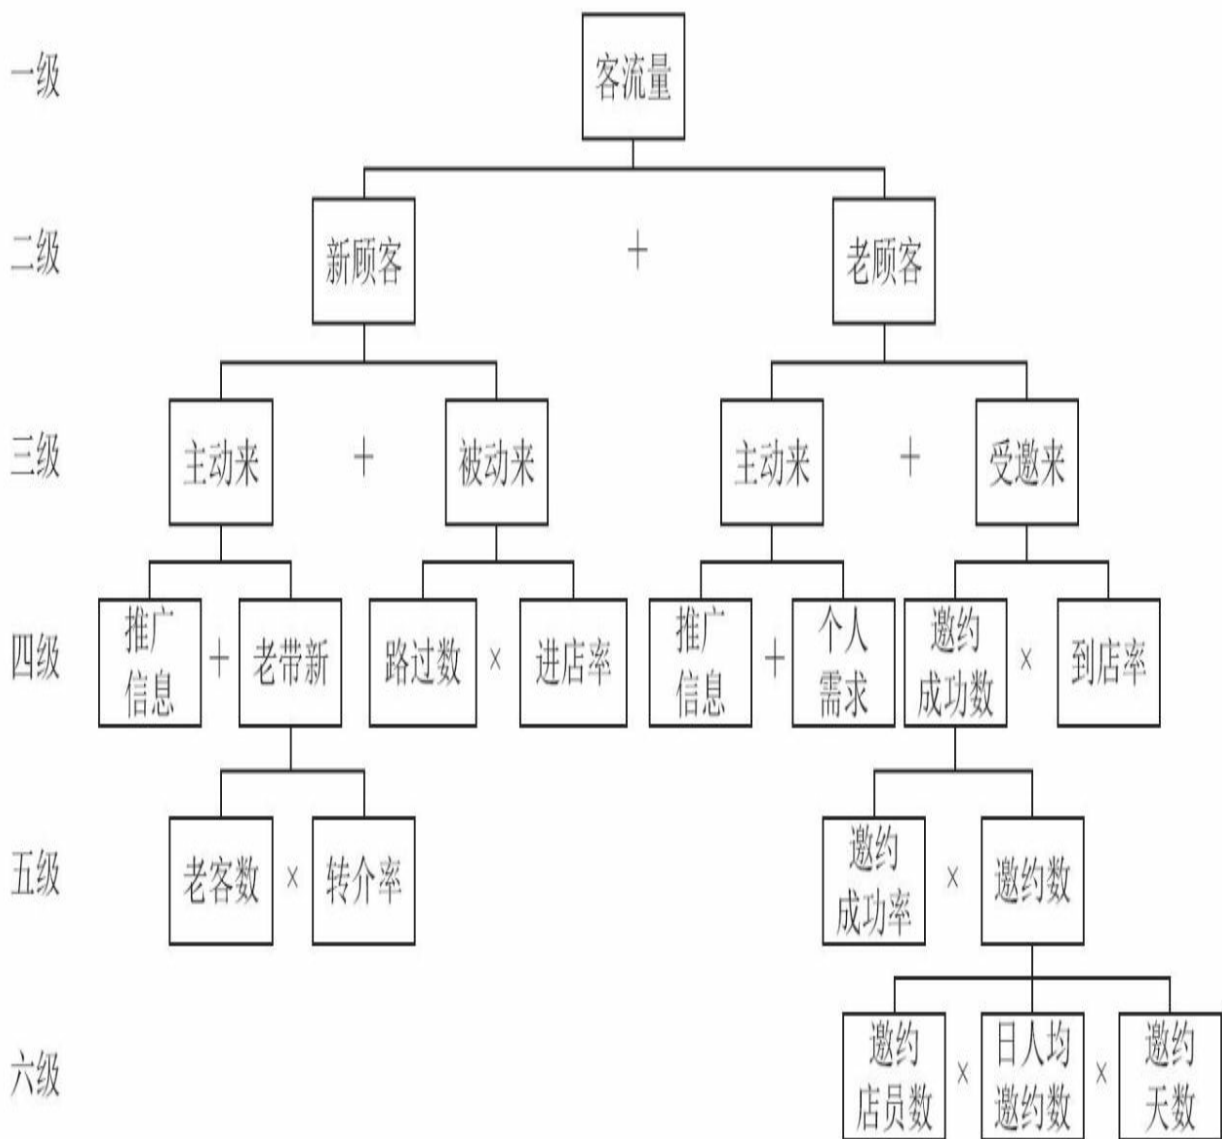 一级
客流量
二级
新顾客
+
老顾客
三级
主动来
+
被动来
主动来
+
受邀来
四级
推广
信息
+
老带新
路过数
×
进店率
推广
信息
+
个人
需求
邀约
成功数
×
到店率
五级
老客数
×
转介率
邀约
成功率
×
邀约数
六级
邀约
店员数
×
日人均
邀约数
×
邀约
天数